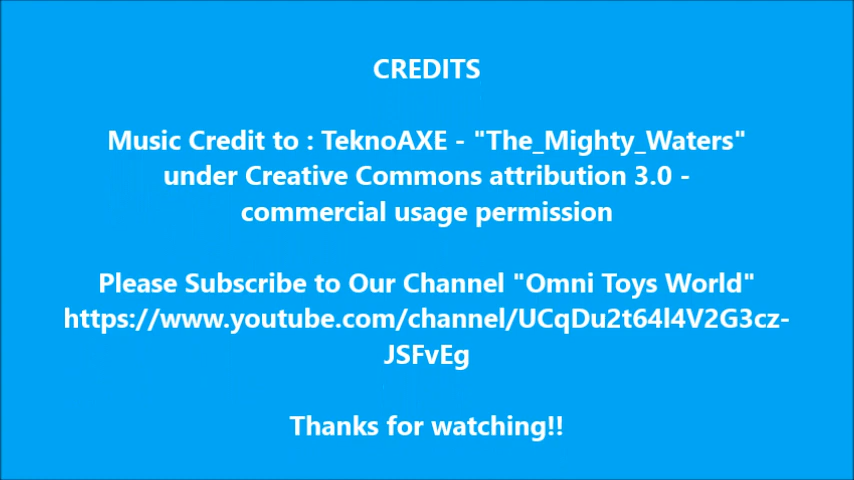 CREDITS
Music Credit to : TeknoAXE - "The_Mighty_Waters"
under Creative Commons attribution 3.0 -
commercial usage permission
Please Subscribe to Our Channel "Omni Toys World"
https://www.youtube.com/channel/UCqDu2t64l4V2G3cz-
JSFvEg
Thanks for watching!!